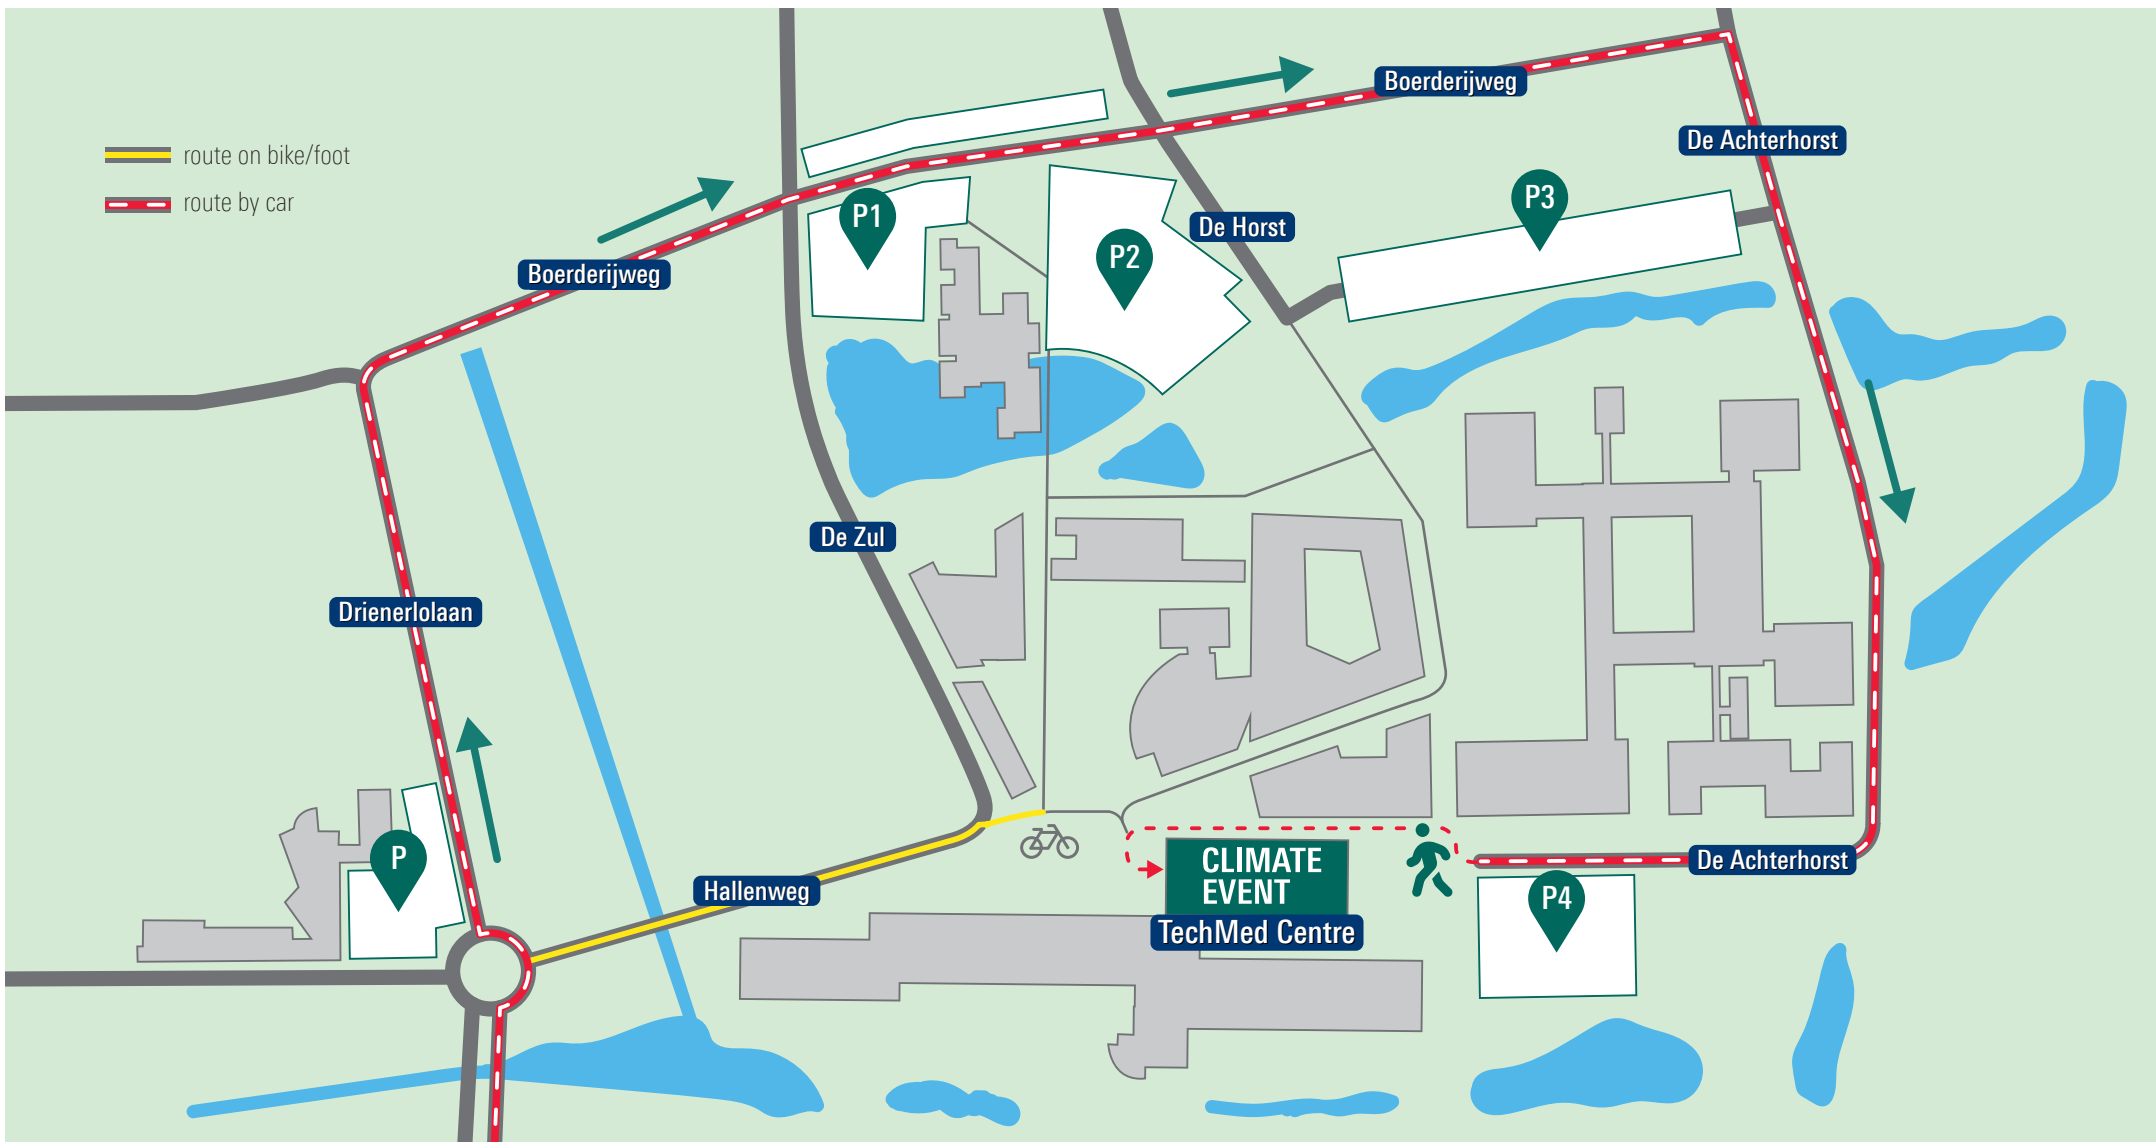 Boerderijweg
De Achterhorst
route on bike/foot
route by car
P3
P1
De Horst
P2
Boerderijweg
De Zul
Drienerlolaan
P
CLIMATE
EVENT
De Achterhorst
Hallenweg
P4
TechMed Centre